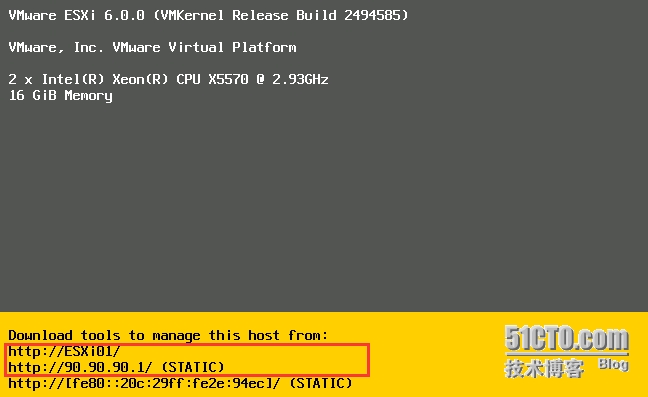 VMware ESXi 6.0.0 (VMKernel Release Build 2494585)
VMware, Inc. VMware Virtual Platform
2 x Intel(R) Xeon(R) CPU X5570 @ 2.93GHz
16 GiB Memory
Download tools to manage this host from:
http://ESXi01/
http://90.90.90.1/ (STATIC)
http://[fe80::20c:29ff:fe2e:94ec]/ (STATIC)
51CTO.com
技术博客 Blog